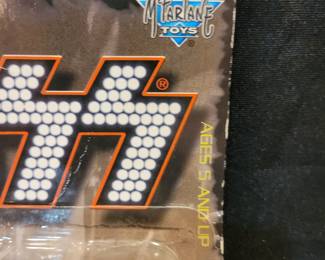 McFARLANE
TOYS
®
®
AGES 5 AND UP